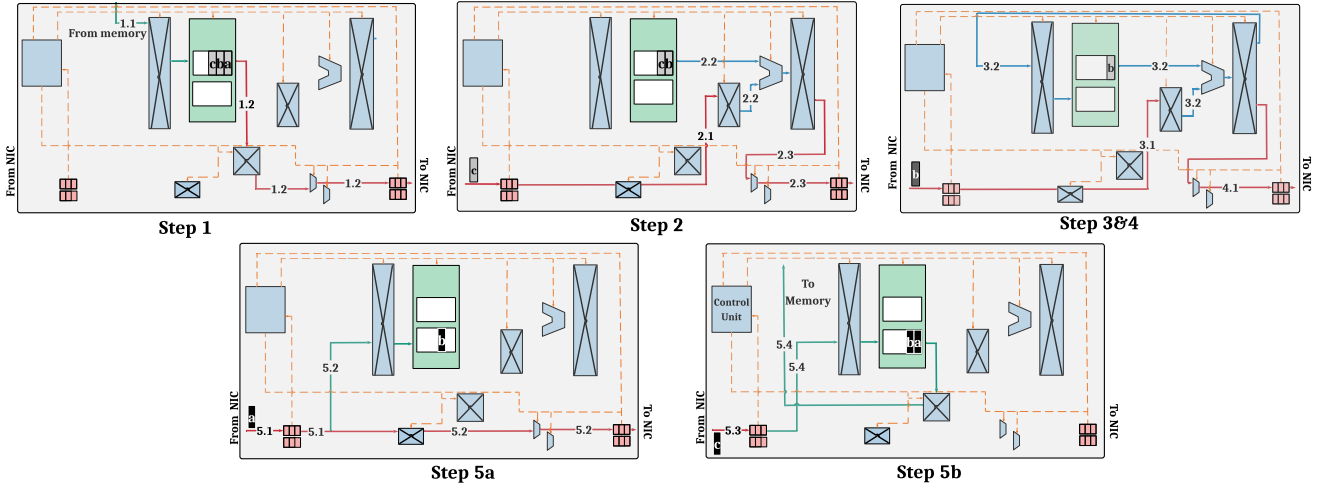 1.1
From memory
cba
1.2
1.2
1.2
From NIC
To NIC
Step 1
cb
2.2
2.2
2.1
2.3
2.3
c
From NIC
To NIC
Step 2
3.2
b
3.2
3.2
3.1
4.1
b
From NIC
To NIC
Step 3&4
b
5.2
a
5.1
5.1
5.2
5.2
From NIC
To NIC
Step 5a
Control
Unit
To
Memory
ba
5.4
5.4
5.3
c
From NIC
To NIC
Step 5b